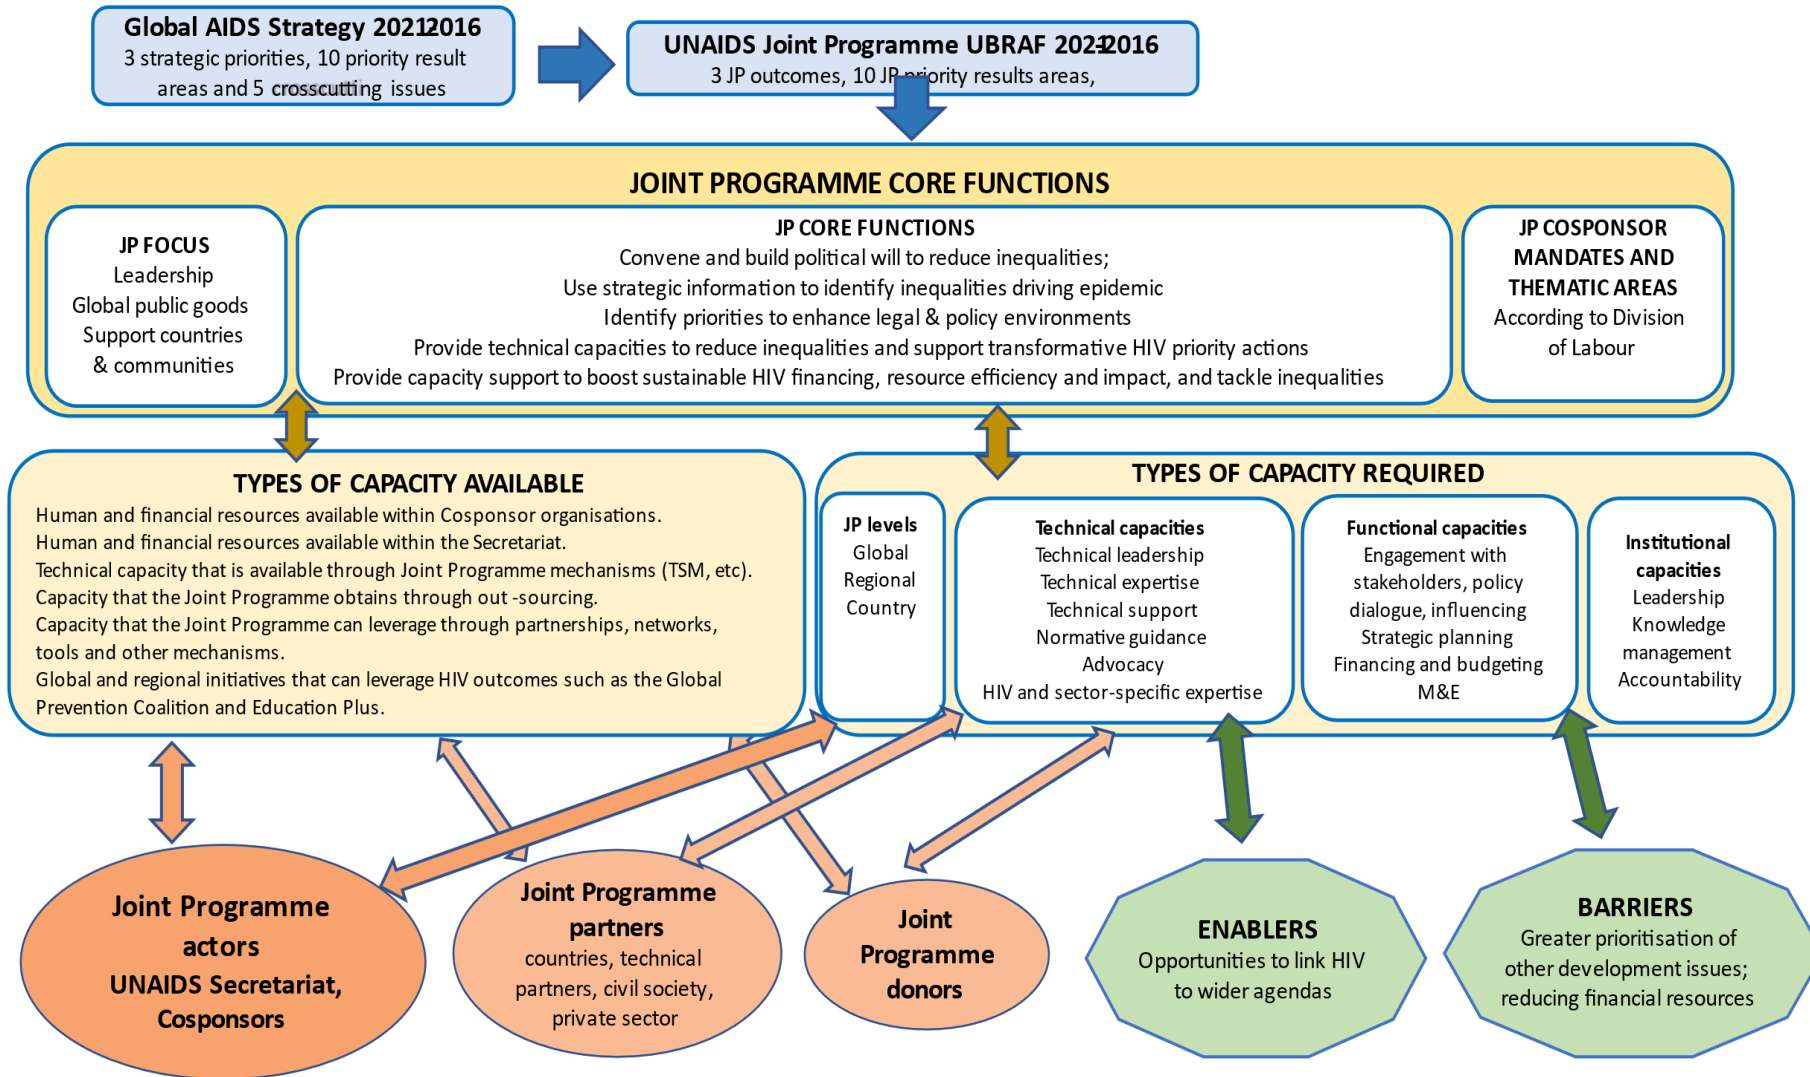 Global AIDS Strategy 2021-2016
3 strategic priorities, 10 priority result
areas and 5 crosscutting issues
UNAIDS Joint Programme UBRAF 2021-2016
3 JP outcomes, 10 JP priority results areas,
JOINT PROGRAMME CORE FUNCTIONS
JP FOCUS
Leadership
Global public goods
Support countries
& communities
JP CORE FUNCTIONS
Convene and build political will to reduce inequalities;
Use strategic information to identify inequalities driving epidemic
Identify priorities to enhance legal & policy environments
Provide technical capacities to reduce inequalities and support transformative HIV priority actions
Provide capacity support to boost sustainable HIV financing, resource efficiency and impact, and tackle inequalities
JP COSPONSOR
MANDATES AND
THEMATIC AREAS
According to Division
of Labour
TYPES OF CAPACITY AVAILABLE
Human and financial resources available within Cosponsor organisations.
Human and financial resources available within the Secretariat.
Technical capacity that is available through Joint Programme mechanisms (TSM, etc).
Capacity that the Joint Programme obtains through out -sourcing.
Capacity that the Joint Programme can leverage through partnerships, networks,
tools and other mechanisms.
Global and regional initiatives that can leverage HIV outcomes such as the Global
Prevention Coalition and Education Plus.
TYPES OF CAPACITY REQUIRED
JP levels
Global
Regional
Country
Technical capacities
Technical leadership
Technical expertise
Technical support
Normative guidance
Advocacy
HIV and sector-specific expertise
Functional capacities
Engagement with
stakeholders, policy
dialogue, influencing
Strategic planning
Financing and budgeting
M&E
Institutional
capacities
Leadership
Knowledge
management
Accountability
Joint Programme
actors
UNAIDS Secretariat,
Cosponsors
Joint Programme
partners
countries, technical
partners, civil society,
private sector
Joint
Programme
donors
ENABLERS
Opportunities to link HIV
to wider agendas
BARRIERS
Greater prioritisation of
other development issues;
reducing financial resources